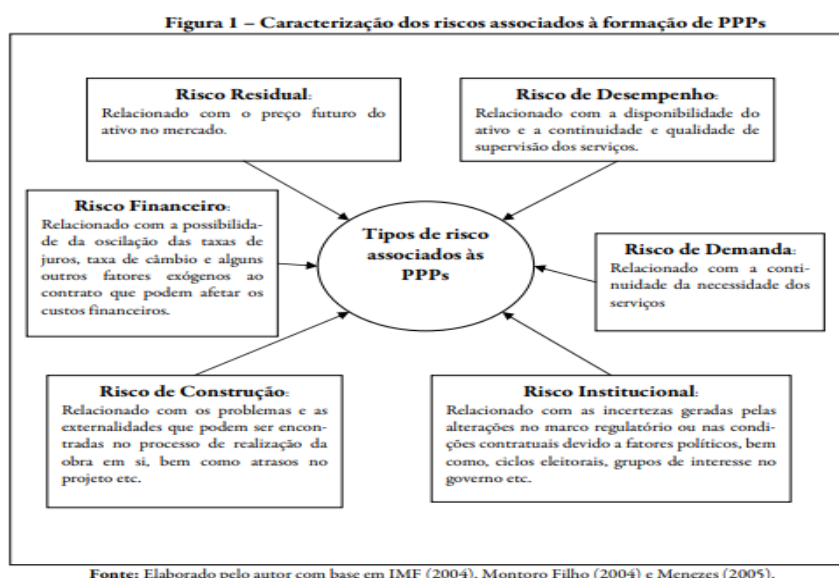 Figura 1 – Caracterização dos riscos associados à formação de PPPs
Risco Residual:
Relacionado com o preço futuro do
ativo no mercado.
Risco de Desempenho:
Relacionado com a disponibilidade do
ativo e a continuidade e qualidade de
supervisão dos serviços.
Risco Financeiro:
Relacionado com a possibilida-
de da oscilação das taxas de
juros, taxa de câmbio e alguns
outros fatores exógenos ao
contrato que podem afetar os
custos financeiros.
Tipos de risco
associados às
PPPs
Risco de Demanda:
Relacionado com a conti-
nuidade da necessidade dos
serviços
Risco de Construção:
Relacionado com os problemas e as
externalidades que podem ser encon-
tradas no processo de realização da
obra em si, bem como atrasos no
projeto etc.
Risco Institucional:
Relacionado com as incertezas geradas pelas
alterações no marco regulatório ou nas condi-
ções contratuais devido a fatores políticos, bem
como, ciclos eleitorais, grupos de interesse no
governo etc.
Fonte: Elaborado pelo autor com base em IMF (2004), Montoro Filho (2004) e Menezes (2005).